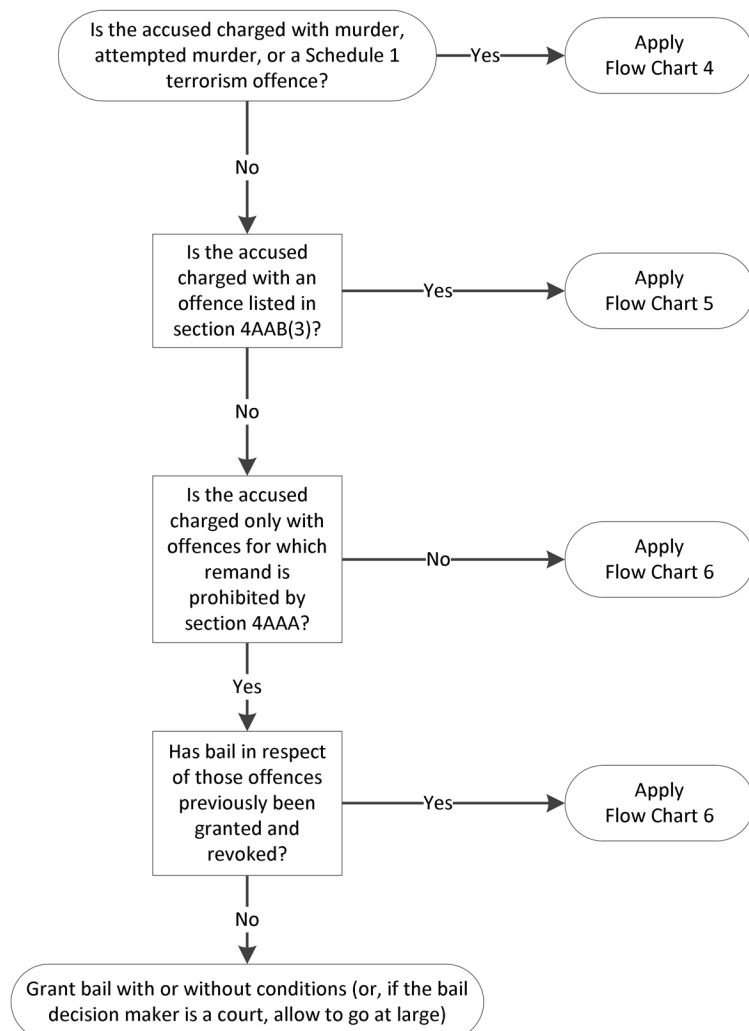 Is the accused charged with murder,
attempted murder, or a Schedule 1
terrorism offence?
Yes
Apply
Flow Chart 4
No
Is the accused
charged with an
offence listed in
section 4AAB(3)?
Yes
Apply
Flow Chart 5
No
Is the accused
charged only with
offences for which
remand is
prohibited by
section 4AAA?
No
Apply
Flow Chart 6
Yes
Has bail in respect
of those offences
previously been
granted and
revoked?
Yes
Apply
Flow Chart 6
No
Grant bail with or without conditions (or, if the bail
decision maker is a court, allow to go at large)